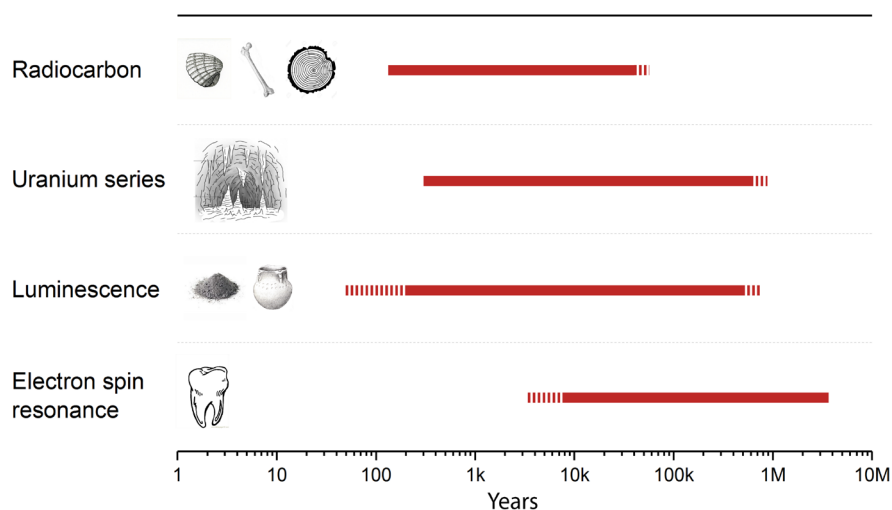 Radiocarbon
Uranium series
Luminescence
Electron spin
resonance
1 10 100 1k 10k 100k 1M 10M
Years